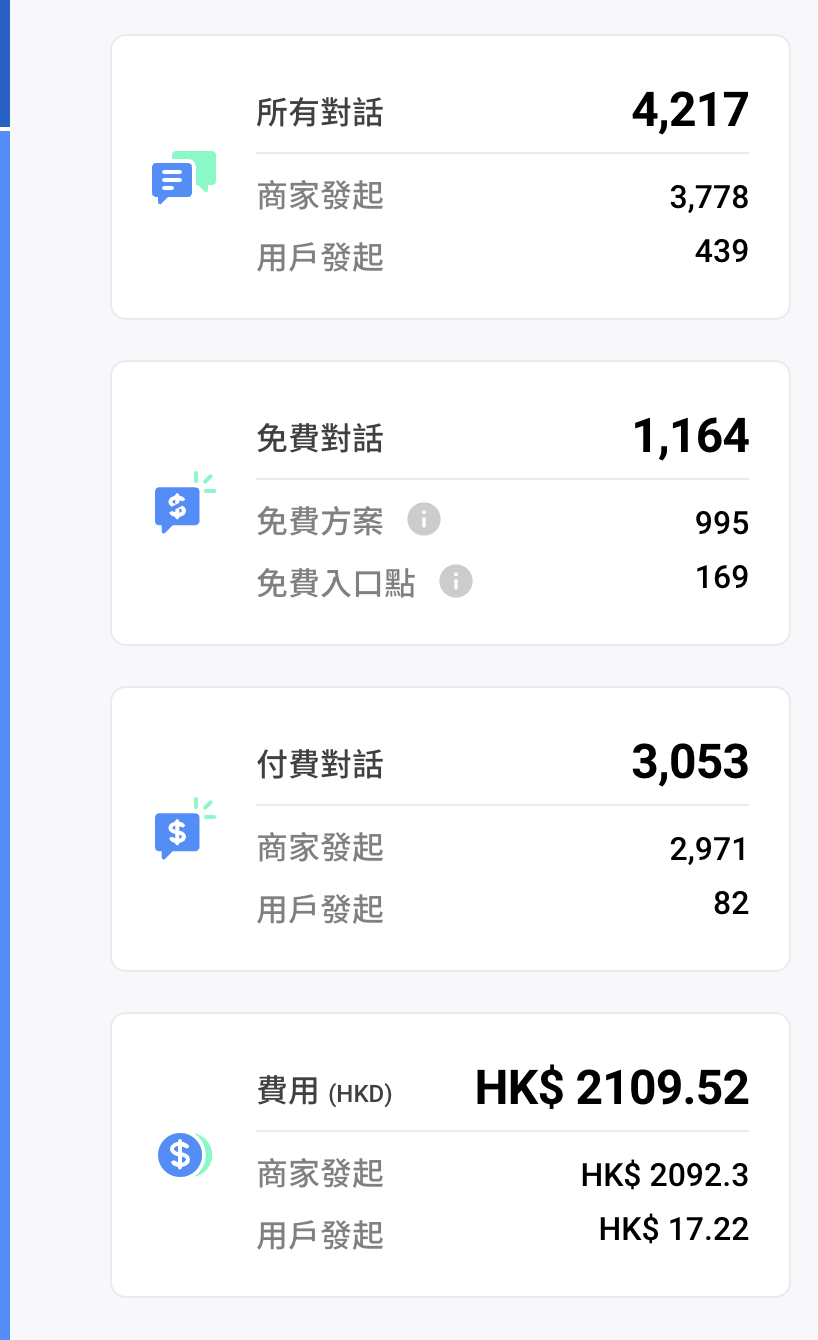 所有對話 4,217
商家發起 3,778
用戶發起 439
免費對話 1,164
免費方案 995
免費入口點 169
付費對話 3,053
商家發起 2,971
用戶發起 82
費用 (HKD) HK$ 2109.52
商家發起 HK$ 2092.3
用戶發起 HK$ 17.22